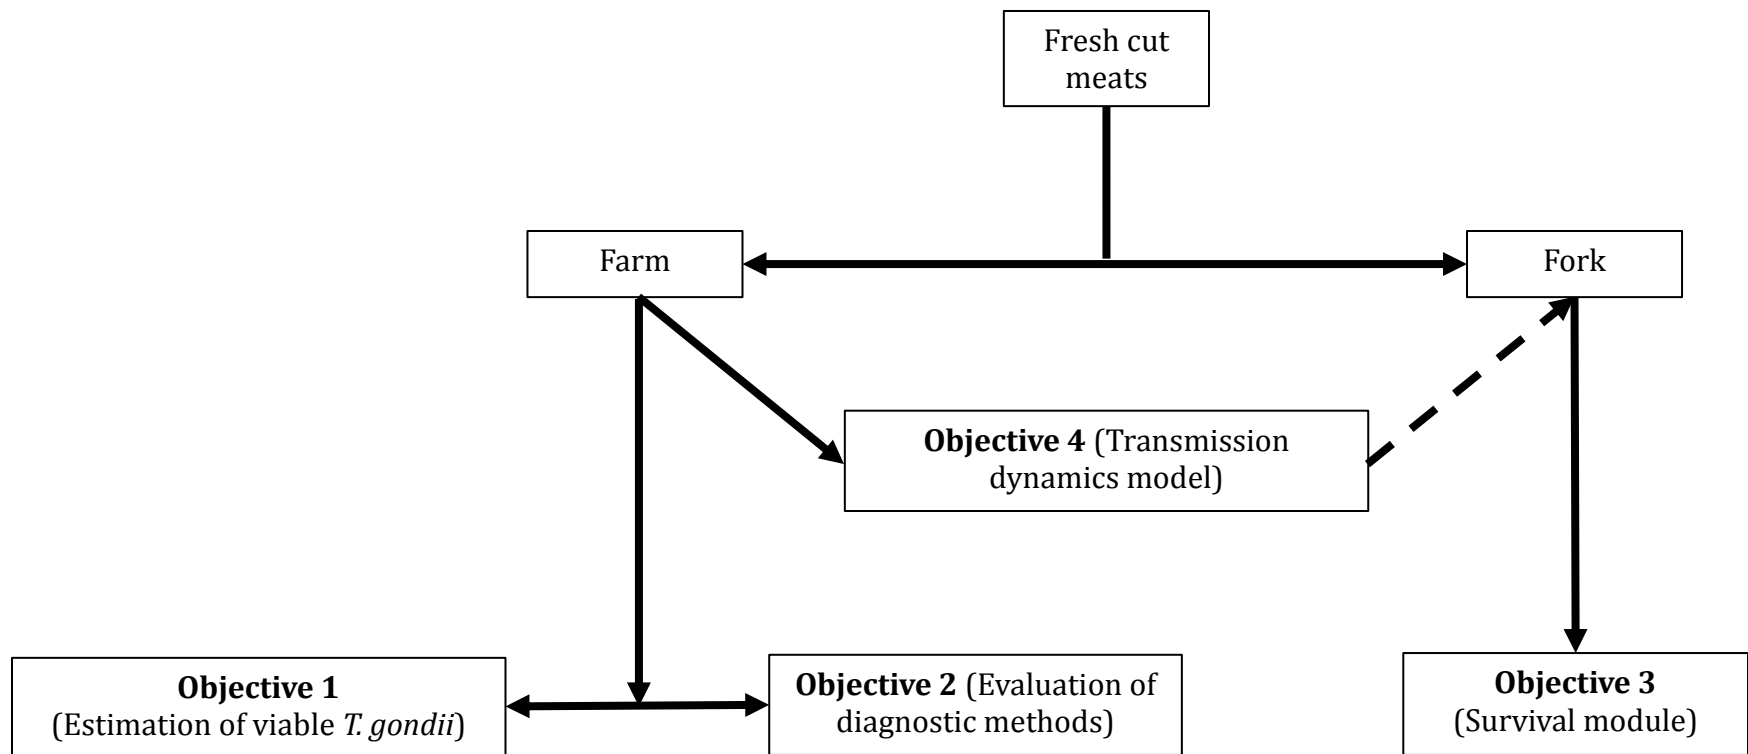 Fresh cut
meats
Farm
Fork
Objective 4 (Transmission
dynamics model)
Objective 1
(Estimation of viable T. gondii)
Objective 2 (Evaluation of
diagnostic methods)
Objective 3
(Survival module)